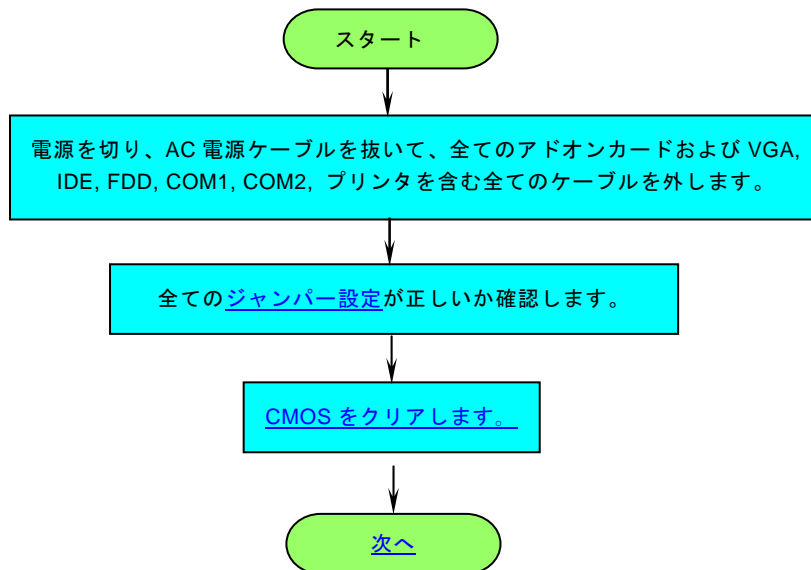 スタート
電源を切り、AC 電源ケーブルを抜いて、全てのアドオンカードおよび VGA,
IDE, FDD, COM1, COM2, プリンタを含む全てのケーブルを外します。
全てのジャンパー設定が正しいか確認します。
CMOS をクリアします。
次へ